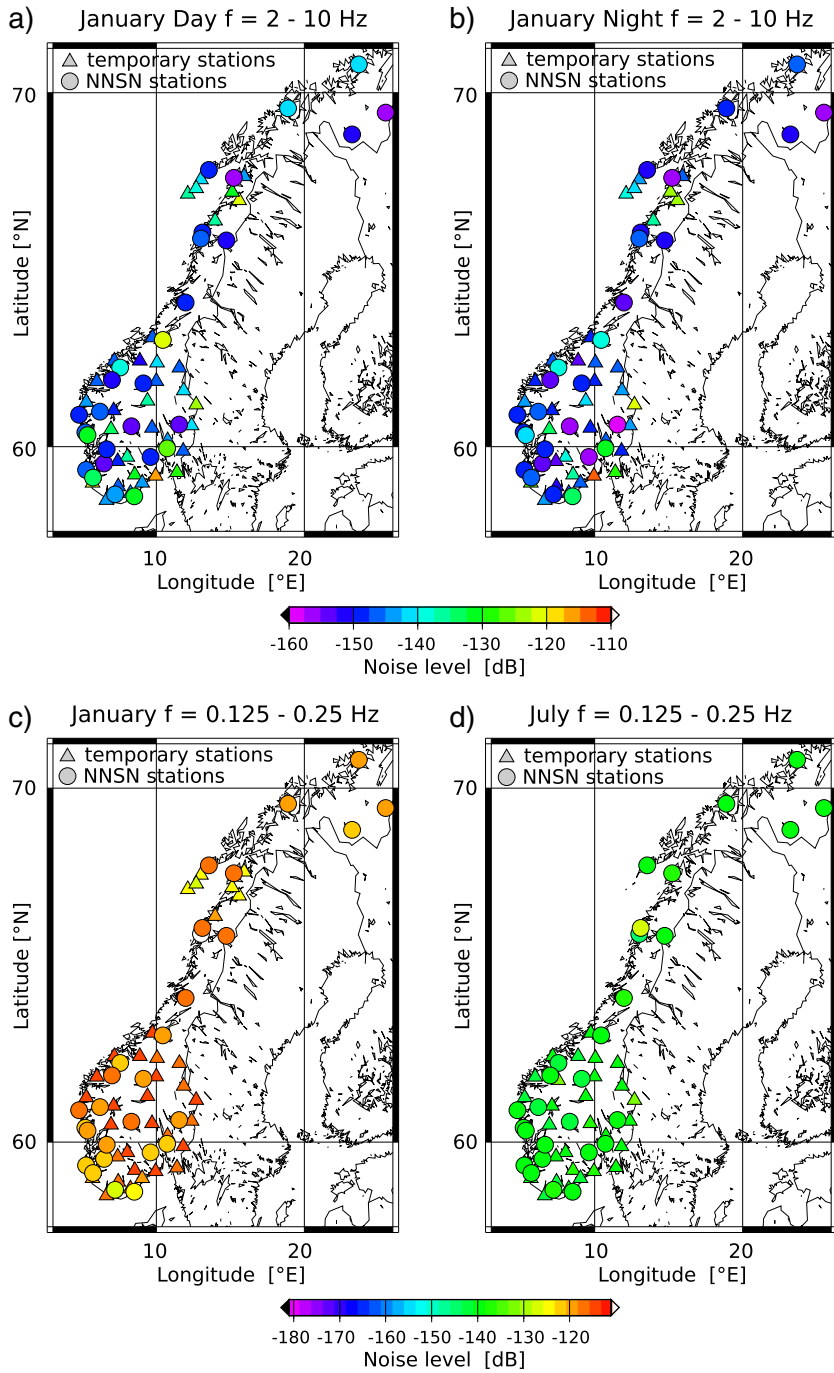 a) January Day f = 2 - 10 Hz
temporary stations
NNSN stations
70
60
Latitude [°N]
10 20
Longitude [°E]
b) January Night f = 2 - 10 Hz
temporary stations
NNSN stations
70
60
Latitude [°N]
10 20
Longitude [°E]
-160 -150 -140 -130 -120 -110
Noise level [dB]
c) January f = 0.125 - 0.25 Hz
temporary stations
NNSN stations
70
60
Latitude [°N]
10 20
Longitude [°E]
d) July f = 0.125 - 0.25 Hz
temporary stations
NNSN stations
70
60
Latitude [°N]
10 20
Longitude [°E]
-180 -170 -160 -150 -140 -130 -120
Noise level [dB]